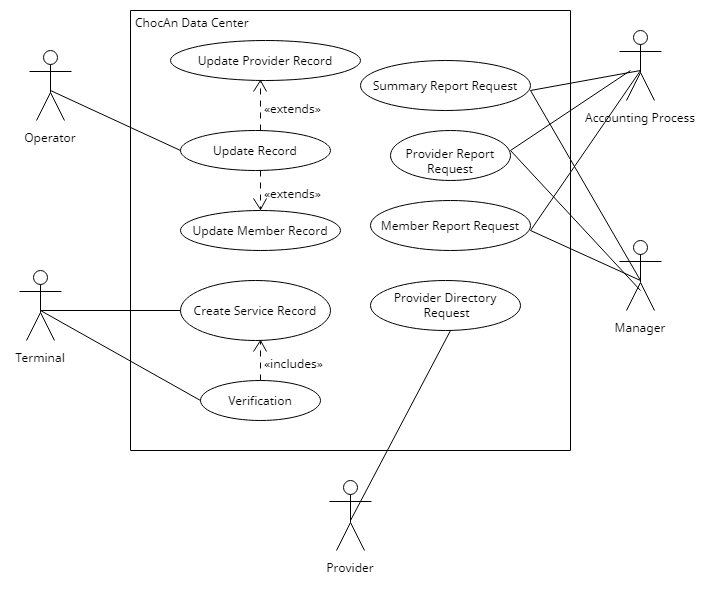 ChocAn Data Center
Update Provider Record
Summary Report Request
«extends»
Accounting Process
Operator
Update Record
Provider Report
Request
«extends»
Update Member Record
Member Report Request
Create Service Record
Provider Directory
Request
Manager
Terminal
«includes»
Verification
Provider